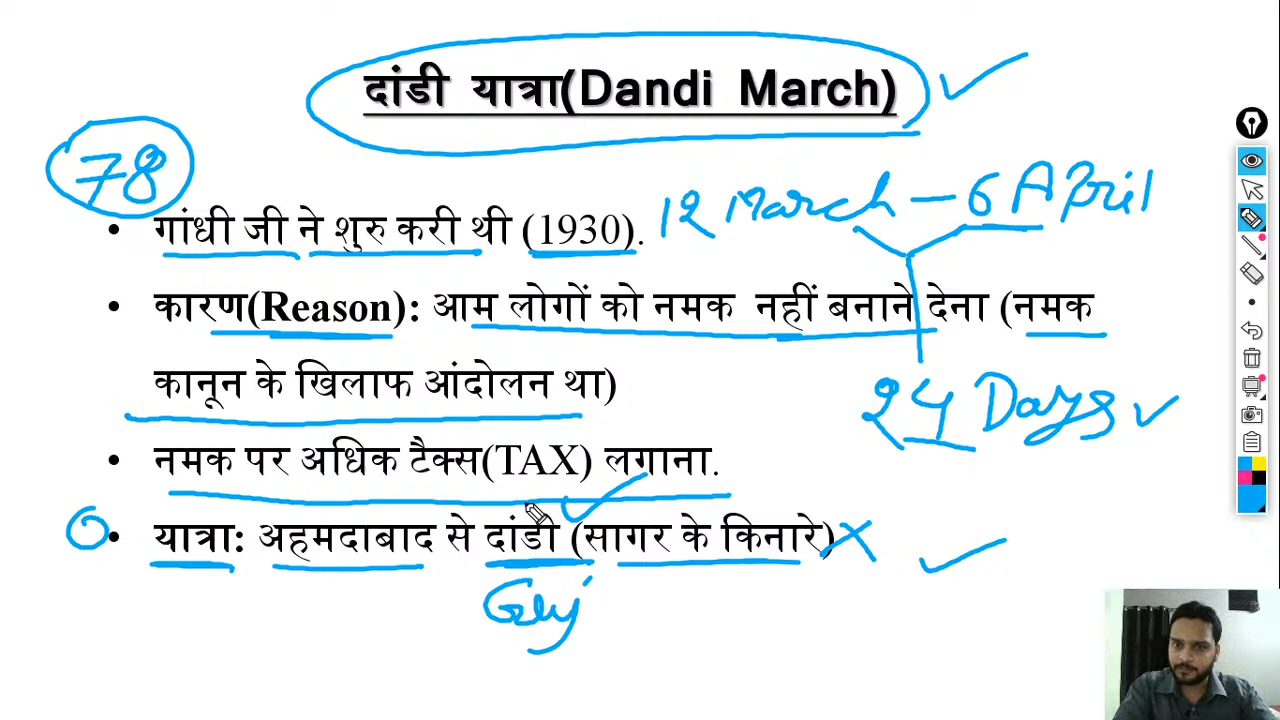 दांडी यात्रा(Dandi March)
78
12 March – 6 April
• गांधी जी ने शुरु करी थी (1930).
• कारण(Reason): आम लोगों को नमक नहीं बनाने देना (नमक
कानून के खिलाफ आंदोलन था)
24 Days
• नमक पर अधिक टैक्स(TAX) लगाना.
• यात्रा: अहमदाबाद से दांडी (सागर के किनारे)
Guj